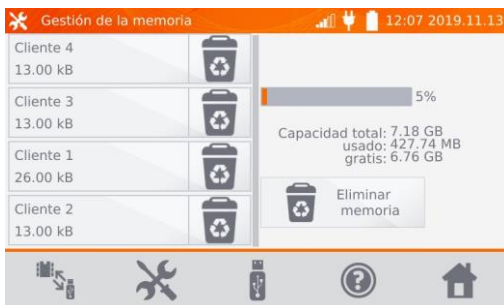 Gestión de la memoria
12:07 2019.11.13
Cliente 4
13.00 kB
Cliente 3
13.00 kB
Cliente 1
26.00 kB
Cliente 2
13.00 kB
5%
Capacidad total: 7.18 GB
usado: 427.74 MB
gratis: 6.76 GB
Eliminar
memoria